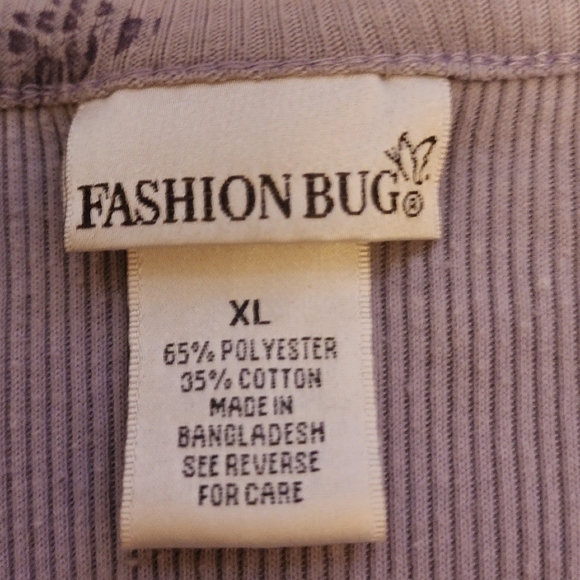 FASHION BUG®
XL
65% POLYESTER
35% COTTON
MADE IN
BANGLADESH
SEE REVERSE
FOR CARE